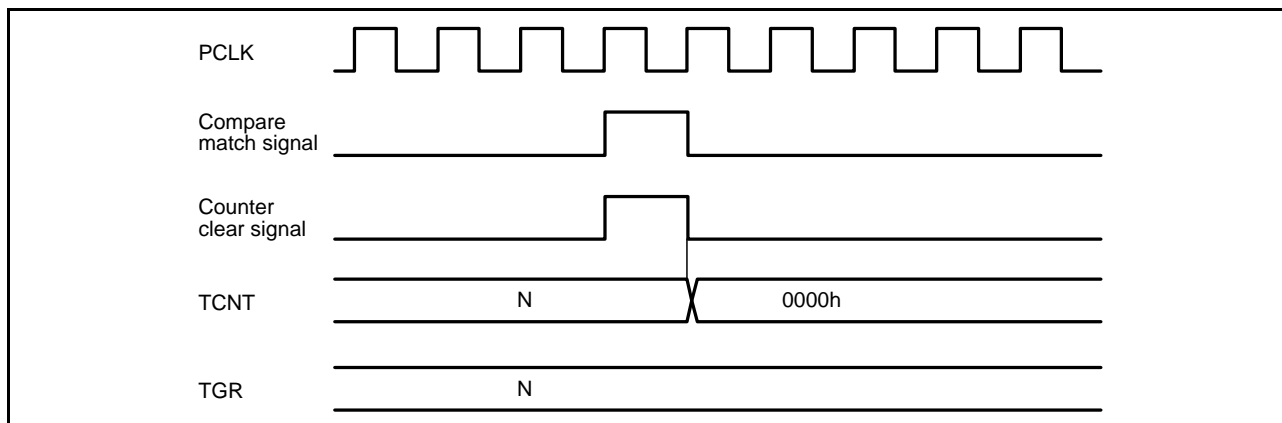 PCLK
Compare
match signal
Counter
clear signal
TCNT
N
0000h
TGR
N